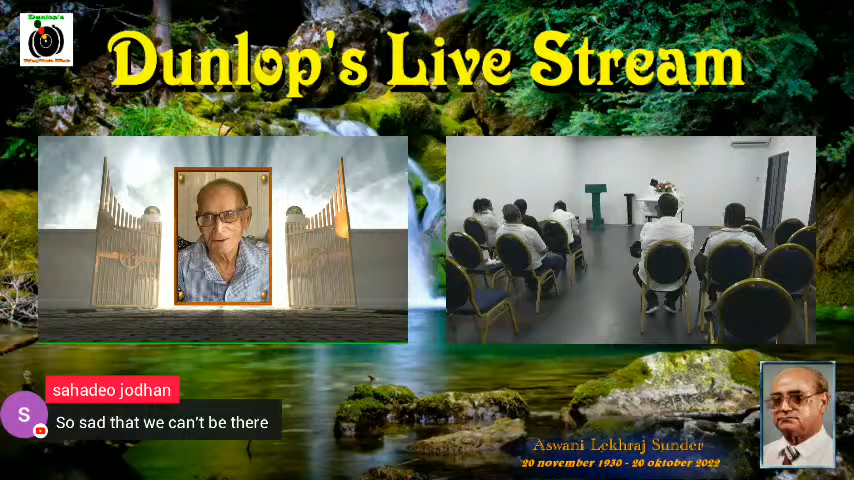 Dunlop's
Dunlop's Live Stream
sahadeo jodhan
S
So sad that we can't be there
Aswani Lekhraj Sunder
20 november 1930 - 20 oktober 2022